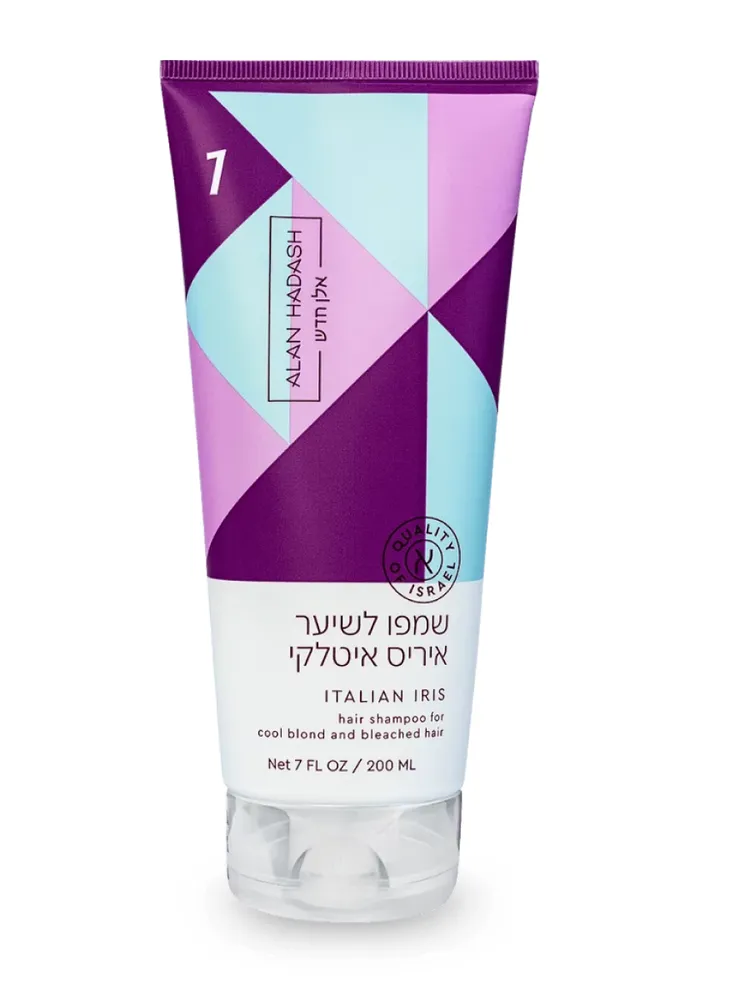 7
ALAN HADASH
אלן חדש
QUALITY OF ISRAEL
א
שמפו לשיער
איריס איטלקי
ITALIAN IRIS
hair shampoo for
cool blond and bleached hair
Net 7 FL OZ / 200 ML